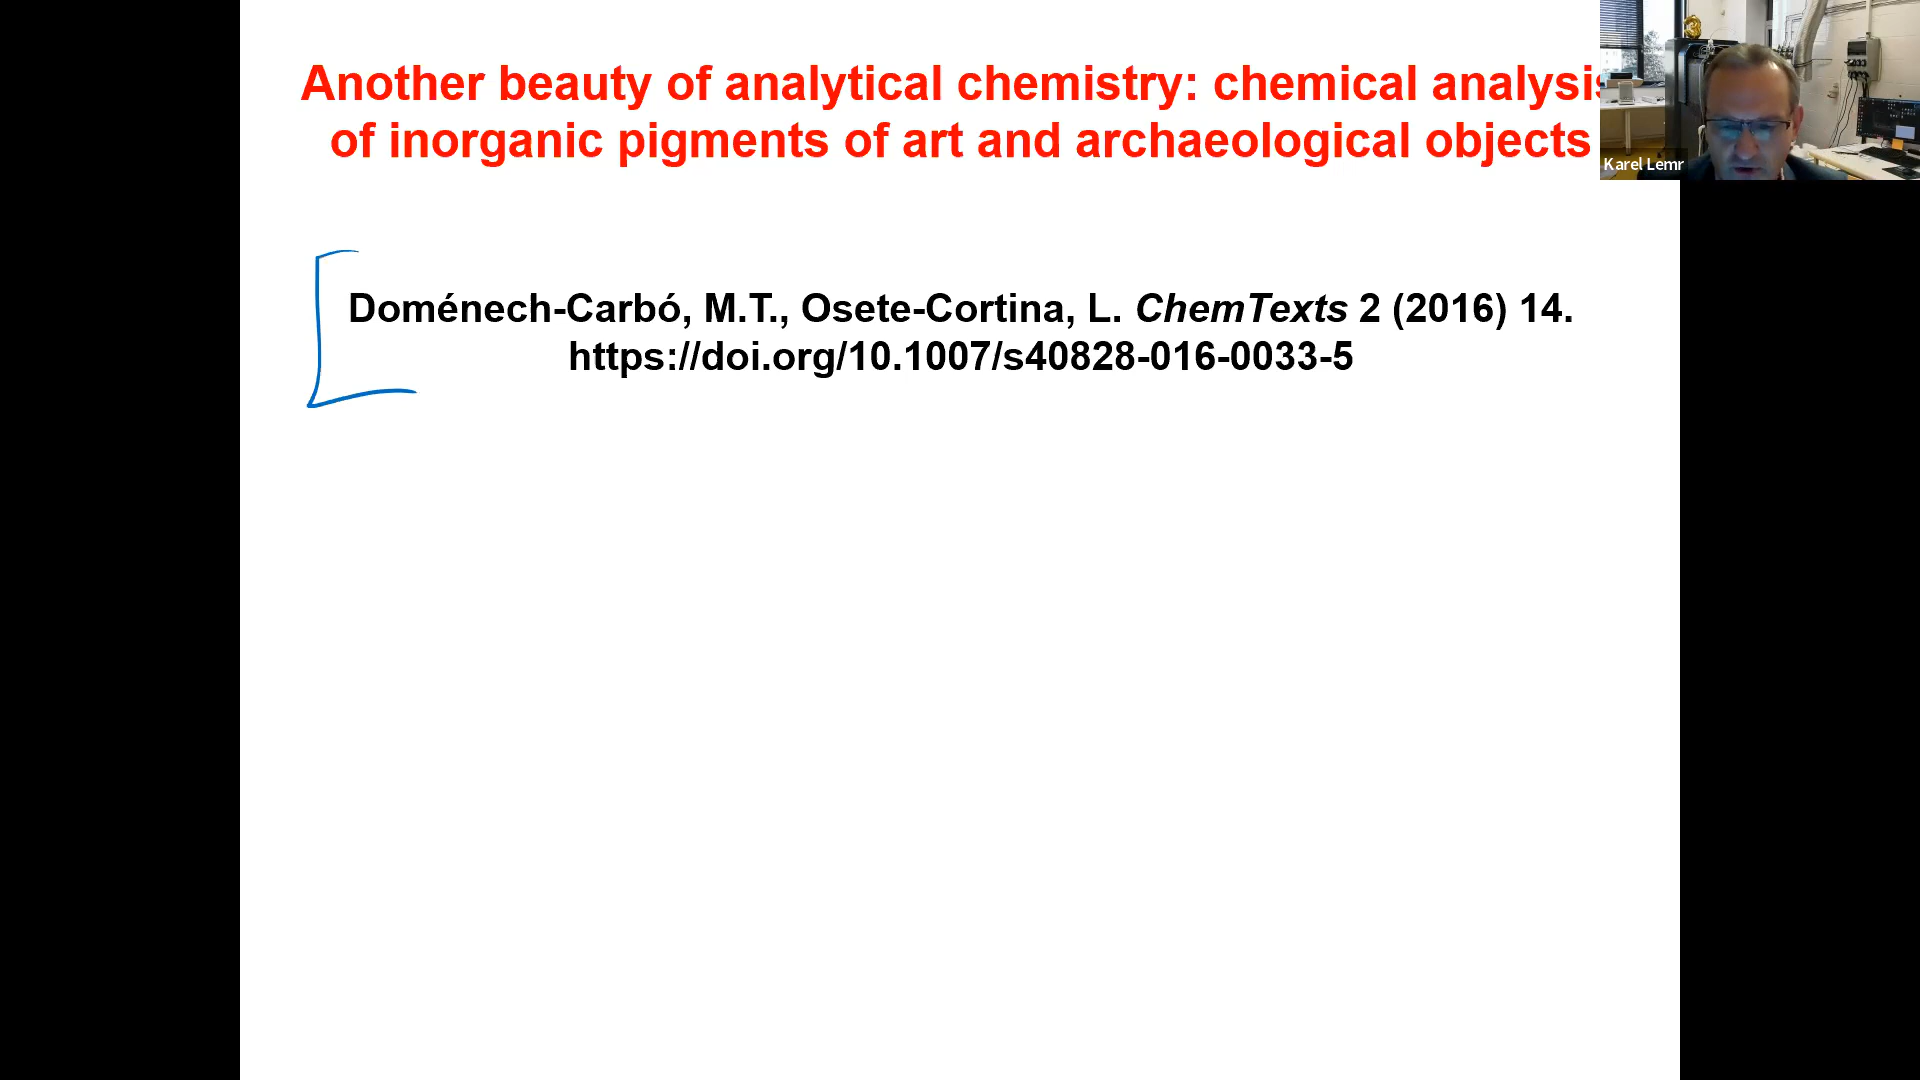 Another beauty of analytical chemistry: chemical analysis
of inorganic pigments of art and archaeological objects
Karel Lemr
Doménech-Carbó, M.T., Osete-Cortina, L. ChemTexts 2 (2016) 14.
https://doi.org/10.1007/s40828-016-0033-5